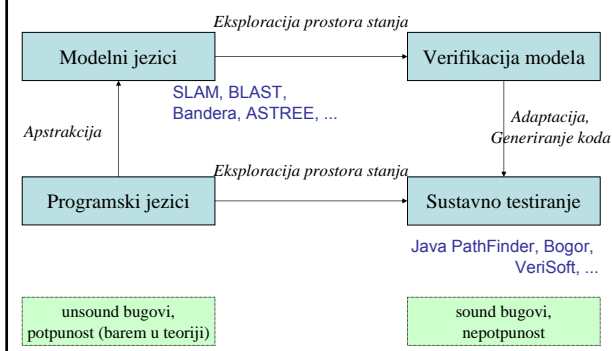 Eksploracija prostora stanja
Modelni jezici
Verifikacija modela
SLAM, BLAST,
Bandera, ASTREE, ...
Apstrakcija
Adaptacija,
Generiranje koda
Eksploracija prostora stanja
Programski jezici
Sustavno testiranje
Java PathFinder, Bogor,
VeriSoft, ...
unsound bugovi,
potpunost (barem u teoriji)
sound bugovi,
nepotpunost